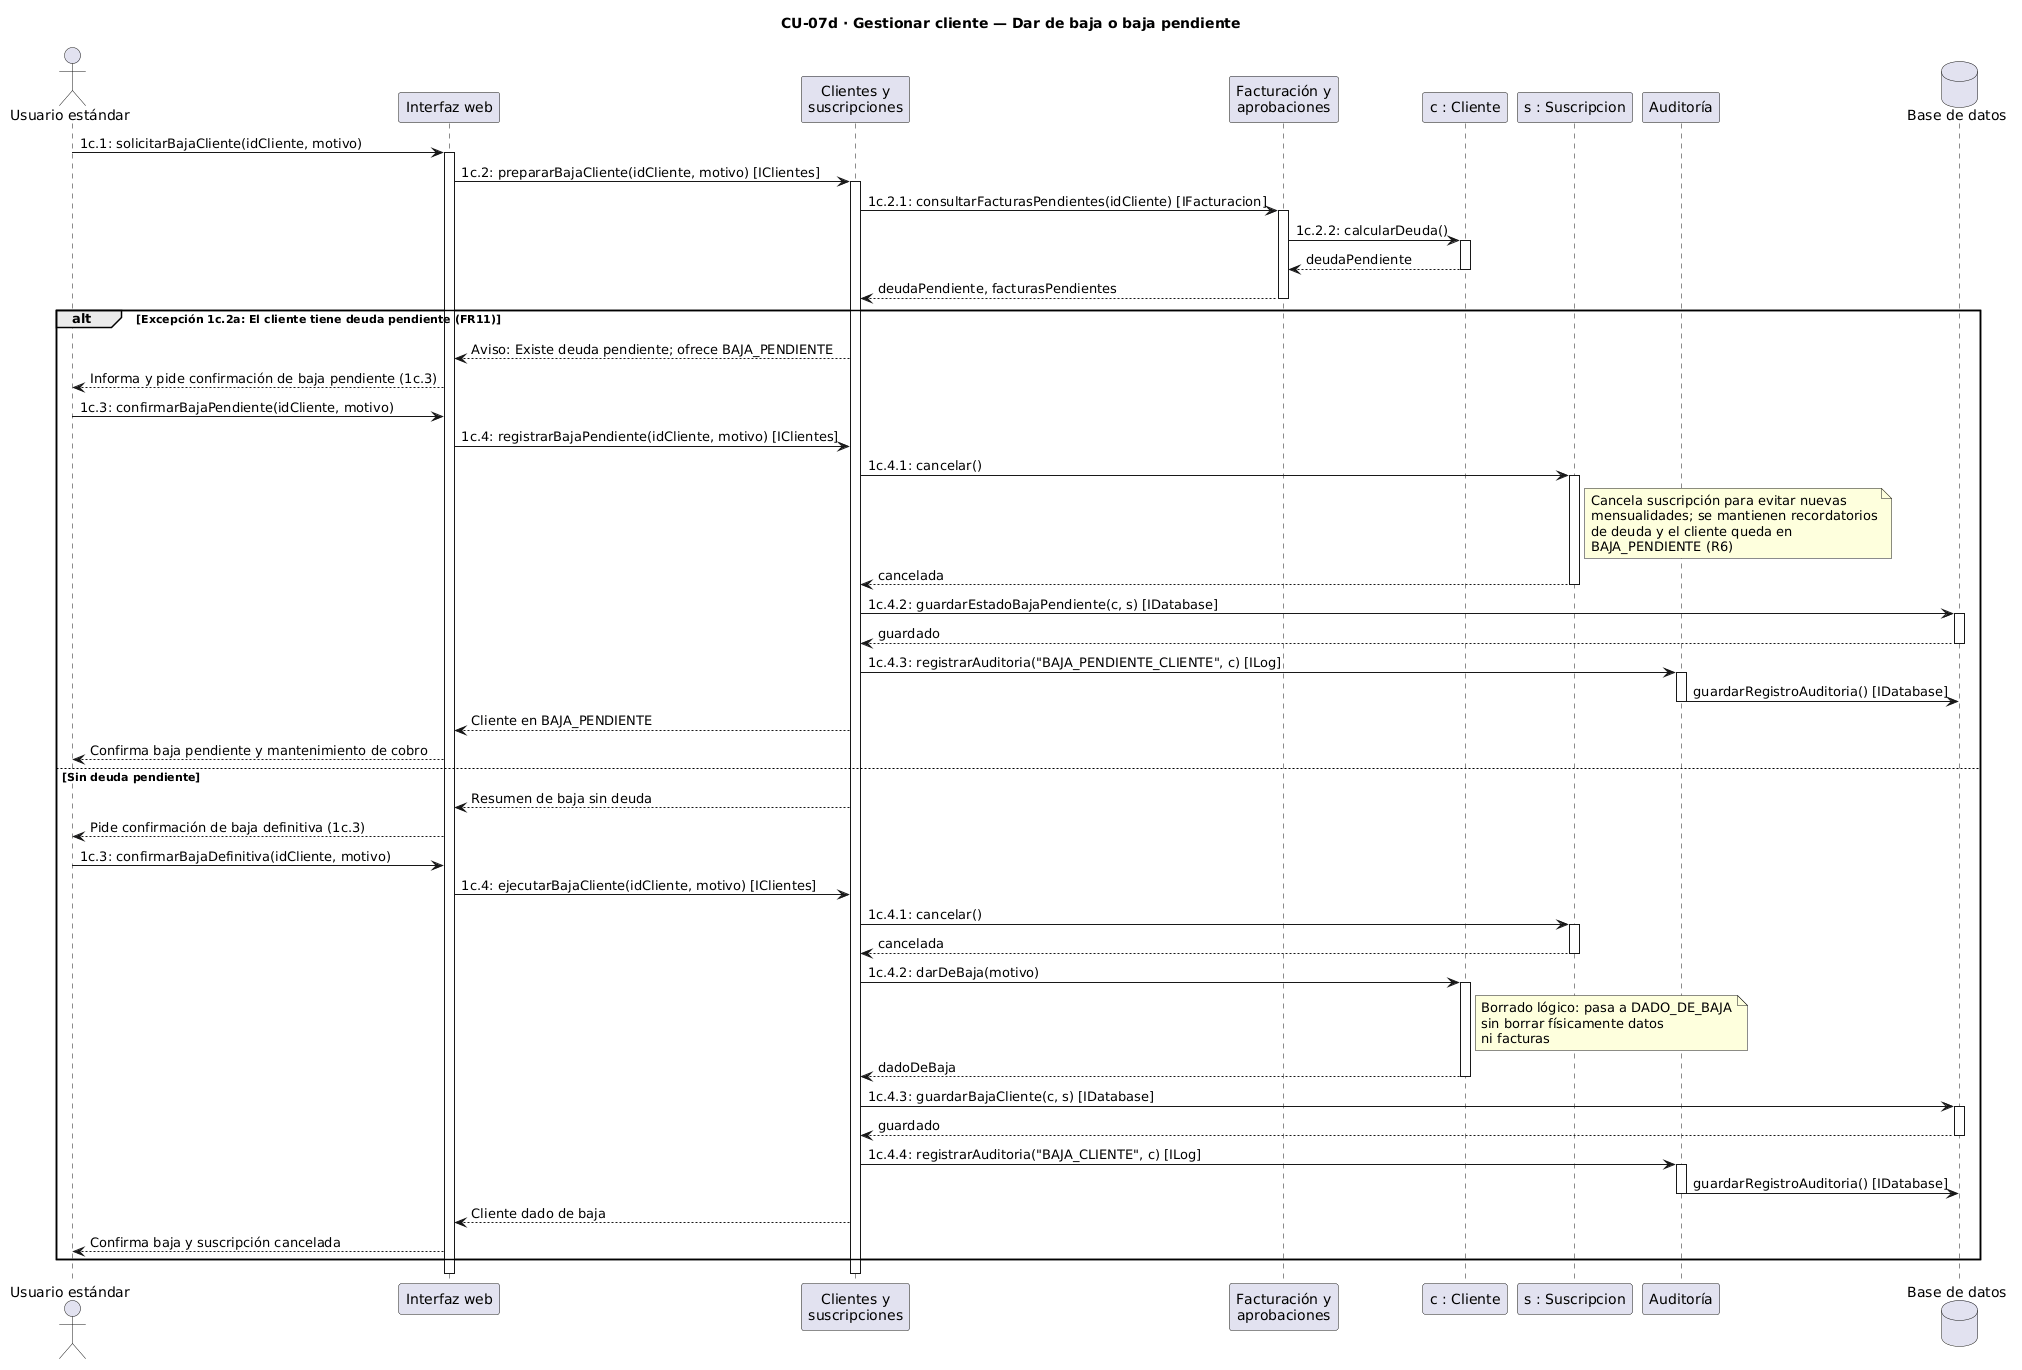 CU-07d · Gestionar cliente — Dar de baja o baja pendiente
Usuario estándar
Interfaz web
Clientes y
suscripciones
Facturación y
aprobaciones
c : Cliente
s : Suscripcion
Auditoría
Base de datos
1c.1: solicitarBajaCliente(idCliente, motivo)
1c.2: prepararBajaCliente(idCliente, motivo) [IClientes]
1c.2.1: consultarFacturasPendientes(idCliente) [IFacturacion]
1c.2.2: calcularDeuda()
deudaPendiente
deudaPendiente, facturasPendientes
alt [Excepción 1c.2a: El cliente tiene deuda pendiente (FR11)]
Aviso: Existe deuda pendiente; ofrece BAJA_PENDIENTE
Informa y pide confirmación de baja pendiente (1c.3)
1c.3: confirmarBajaPendiente(idCliente, motivo)
1c.4: registrarBajaPendiente(idCliente, motivo) [IClientes]
1c.4.1: cancelar()
Cancela suscripción para evitar nuevas
mensualidades; se mantienen recordatorios
de deuda y el cliente queda en
BAJA_PENDIENTE (R6)
cancelada
1c.4.2: guardarEstadoBajaPendiente(c, s) [IDatabase]
guardado
1c.4.3: registrarAuditoria("BAJA_PENDIENTE_CLIENTE", c) [ILog]
guardarRegistroAuditoria() [IDatabase]
Cliente en BAJA_PENDIENTE
Confirma baja pendiente y mantenimiento de cobro
[Sin deuda pendiente]
Resumen de baja sin deuda
Pide confirmación de baja definitiva (1c.3)
1c.3: confirmarBajaDefinitiva(idCliente, motivo)
1c.4: ejecutarBajaCliente(idCliente, motivo) [IClientes]
1c.4.1: cancelar()
cancelada
1c.4.2: darDeBaja(motivo)
Borrado lógico: pasa a DADO_DE_BAJA
sin borrar físicamente datos
ni facturas
dadoDeBaja
1c.4.3: guardarBajaCliente(c, s) [IDatabase]
guardado
1c.4.4: registrarAuditoria("BAJA_CLIENTE", c) [ILog]
guardarRegistroAuditoria() [IDatabase]
Cliente dado de baja
Confirma baja y suscripción cancelada
Usuario estándar
Interfaz web
Clientes y
suscripciones
Facturación y
aprobaciones
c : Cliente
s : Suscripcion
Auditoría
Base de datos